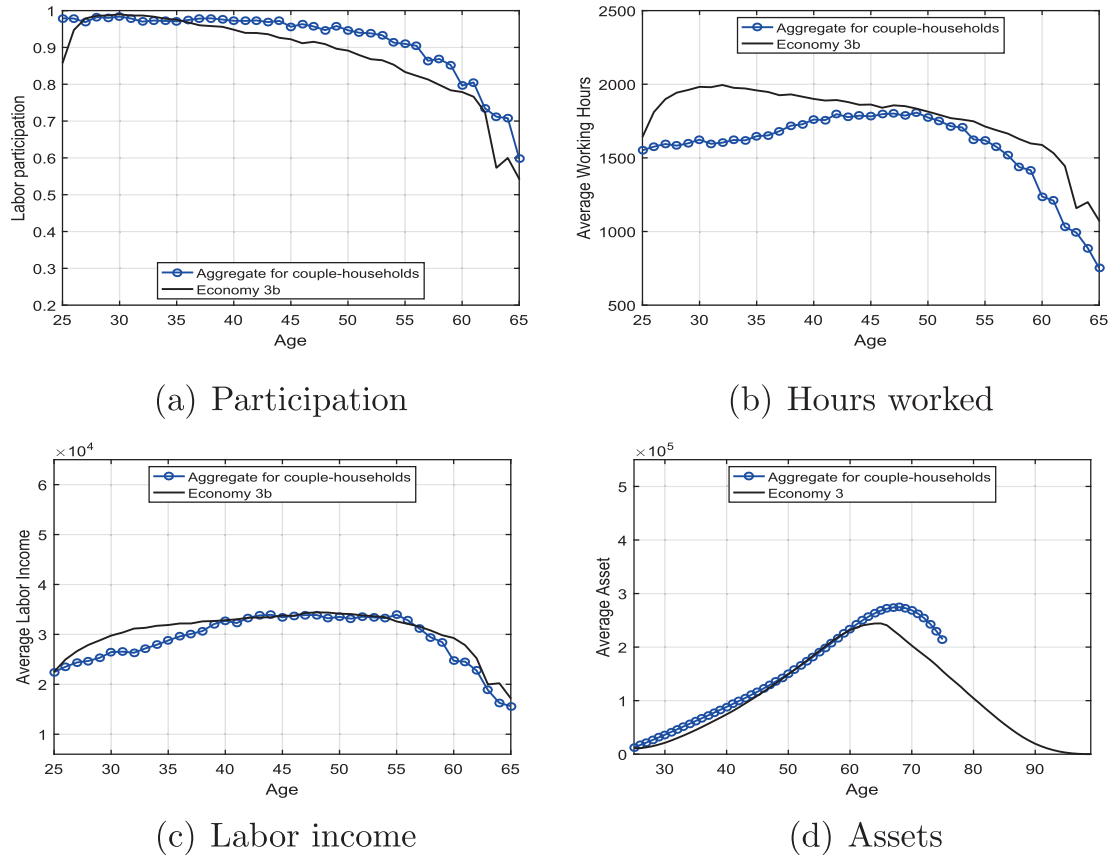 1
0.9
0.8
0.7
0.6
0.5
0.4
0.3
0.2
Labor participation
Aggregate for couple-households
Economy 3b
25 30 35 40 45 50 55 60 65
Age
(a) Participation
2500
2000
1500
1000
500
Average Working Hours
Aggregate for couple-households
Economy 3b
25 30 35 40 45 50 55 60 65
Age
(b) Hours worked
×10^4
6
5
4
3
2
1
Average Labor Income
Aggregate for couple-households
Economy 3b
25 30 35 40 45 50 55 60 65
Age
(c) Labor income
×10^5
5
4
3
2
1
0
Average Asset
Aggregate for couple-households
Economy 3
30 40 50 60 70 80 90
Age
(d) Assets